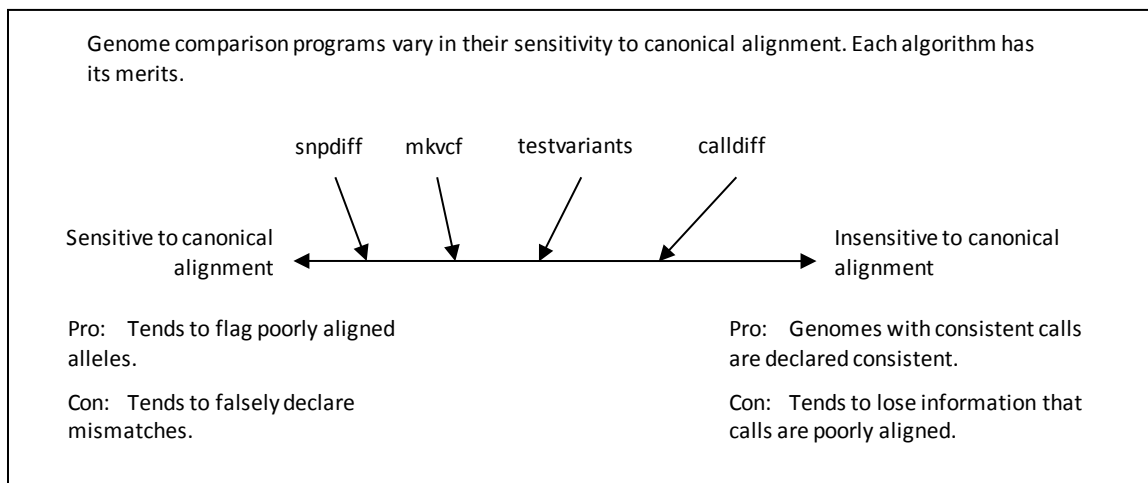 Genome comparison programs vary in their sensitivity to canonical alignment. Each algorithm has
its merits.
snpdiff mkvcf testvariants calldiff
Sensitive to canonical
alignment
Insensitive to canonical
alignment
Pro: Tends to flag poorly aligned
alleles.
Con: Tends to falsely declare
mismatches.
Pro: Genomes with consistent calls
are declared consistent.
Con: Tends to lose information that
calls are poorly aligned.